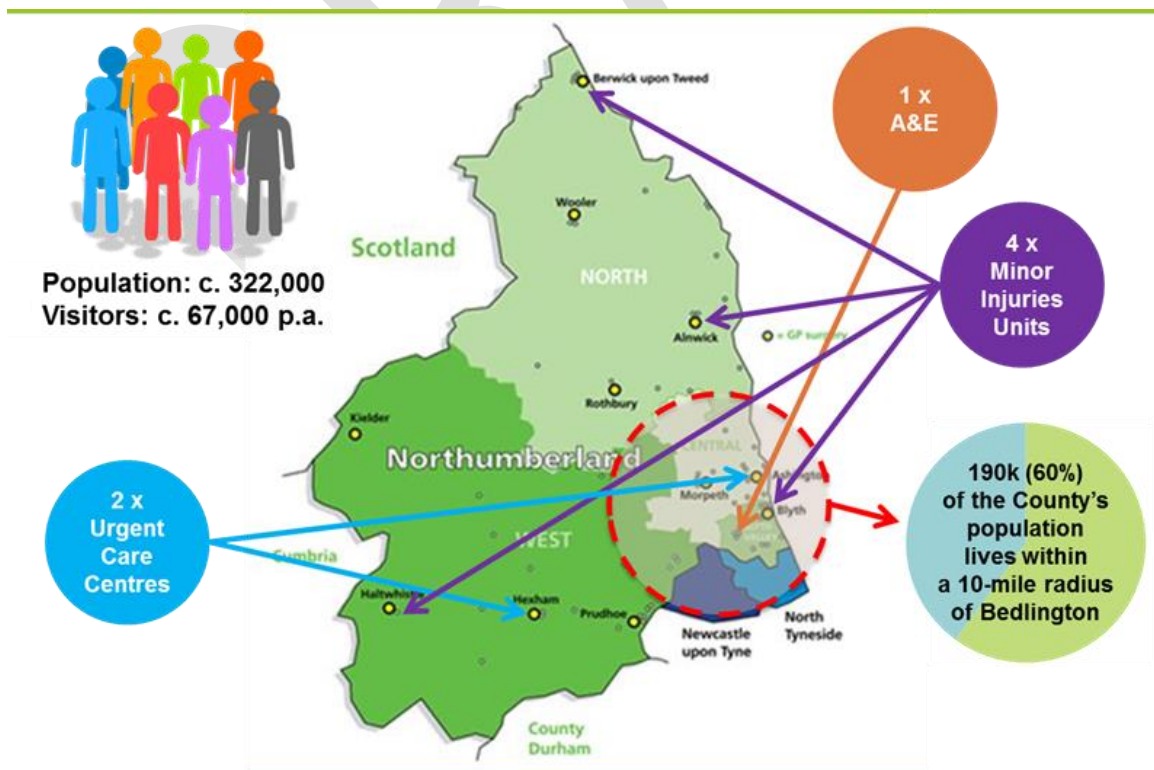 Population: c. 322,000
Visitors: c. 67,000 p.a.
1 x
A&E
4 x
Minor
Injuries
Units
190k (60%)
of the County's
population
lives within
a 10-mile radius
of Bedlington
2 x
Urgent
Care
Centres
Berwick upon Tweed
Wooler
Scotland
NORTH
Alnwick
= GP surgery
Rothbury
Kielder
Northumberland
CENTRAL
Ashington
Morpeth
Blyth
VALLEY
WEST
Cumbria
Haltwhistle
Hexham
Prudhoe
Newcastle
upon Tyne
North
Tyneside
County
Durham